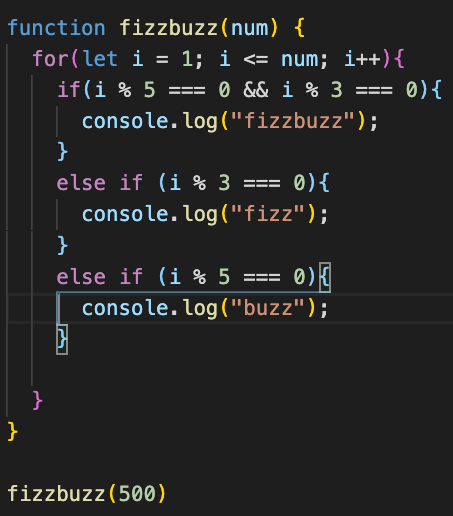 function fizzbuzz(num) {
  for(let i = 1; i <= num; i++){
    if(i % 5 === 0 && i % 3 === 0){
      console.log("fizzbuzz");
    }
    else if (i % 3 === 0){
      console.log("fizz");
    }
    else if (i % 5 === 0){
      console.log("buzz");
    }
  }
}
fizzbuzz(500)